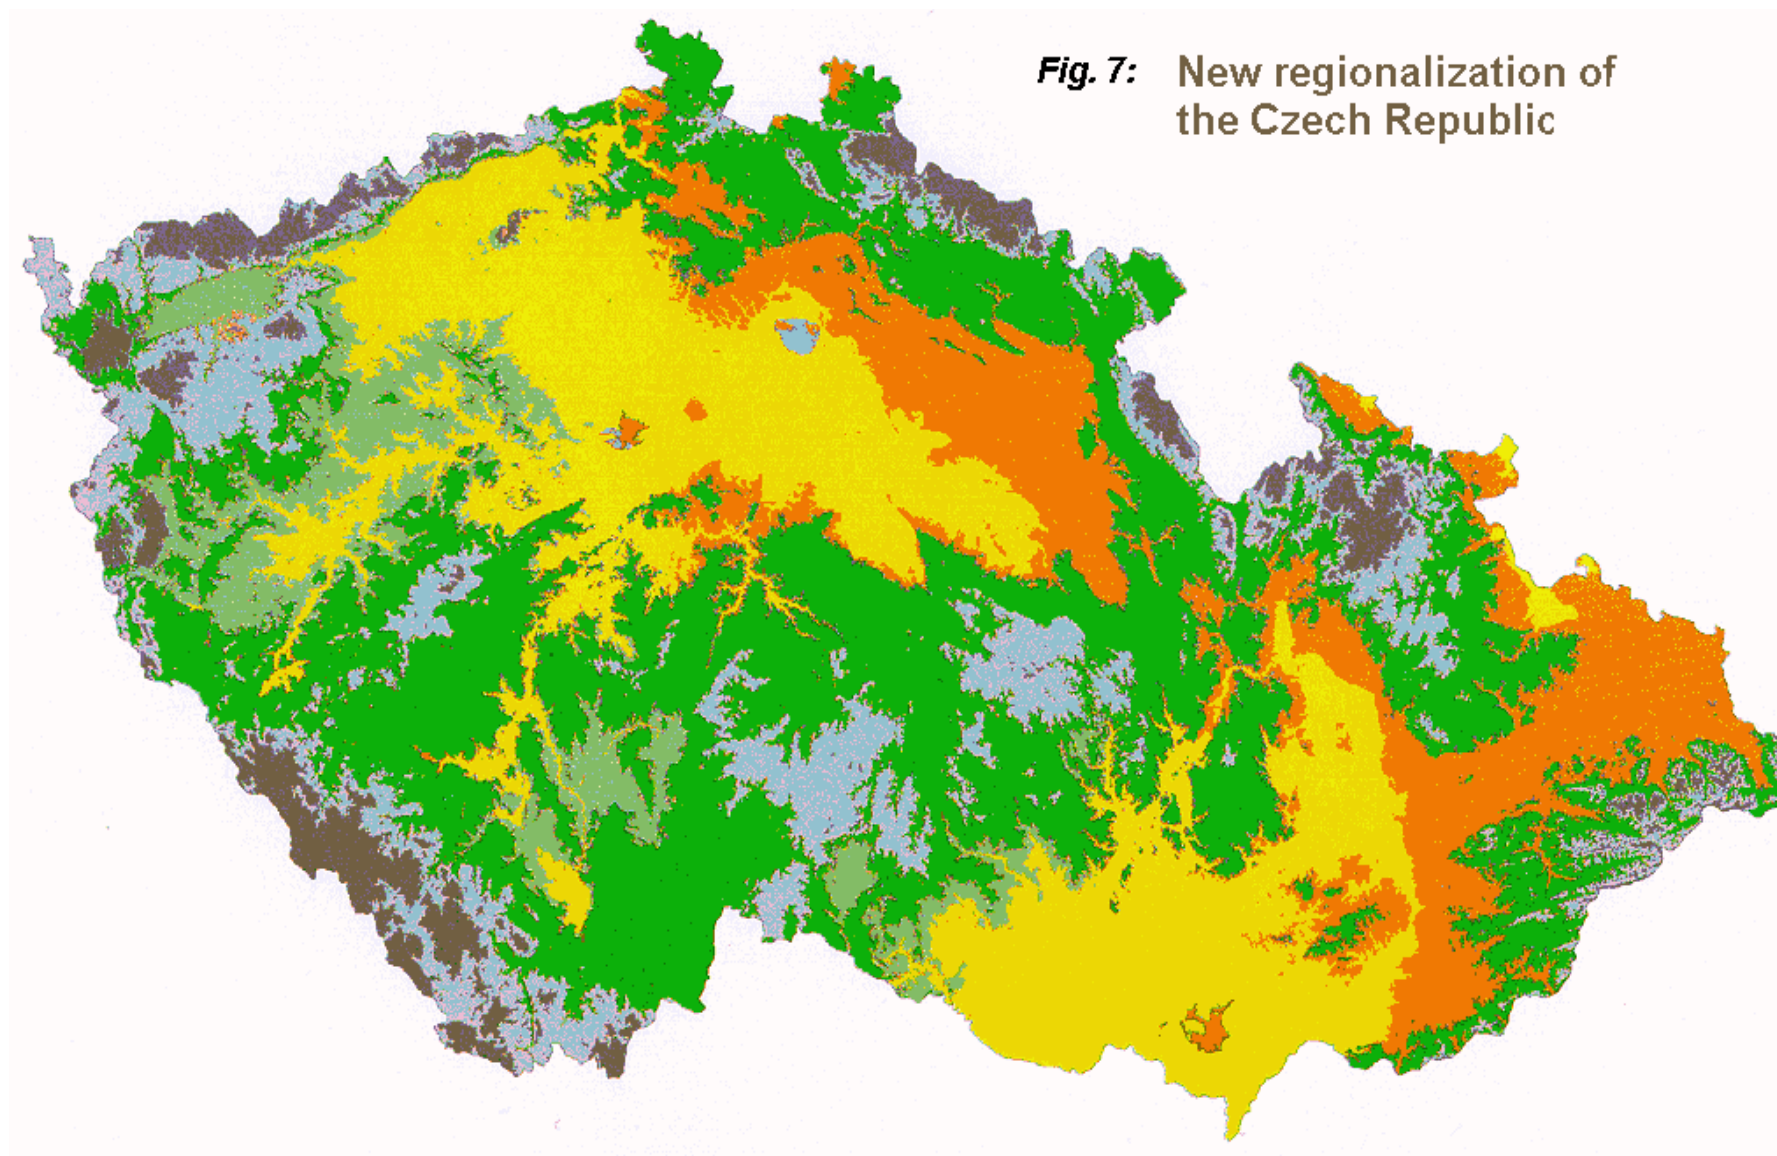 Fig. 7: New regionalization of
the Czech Republic